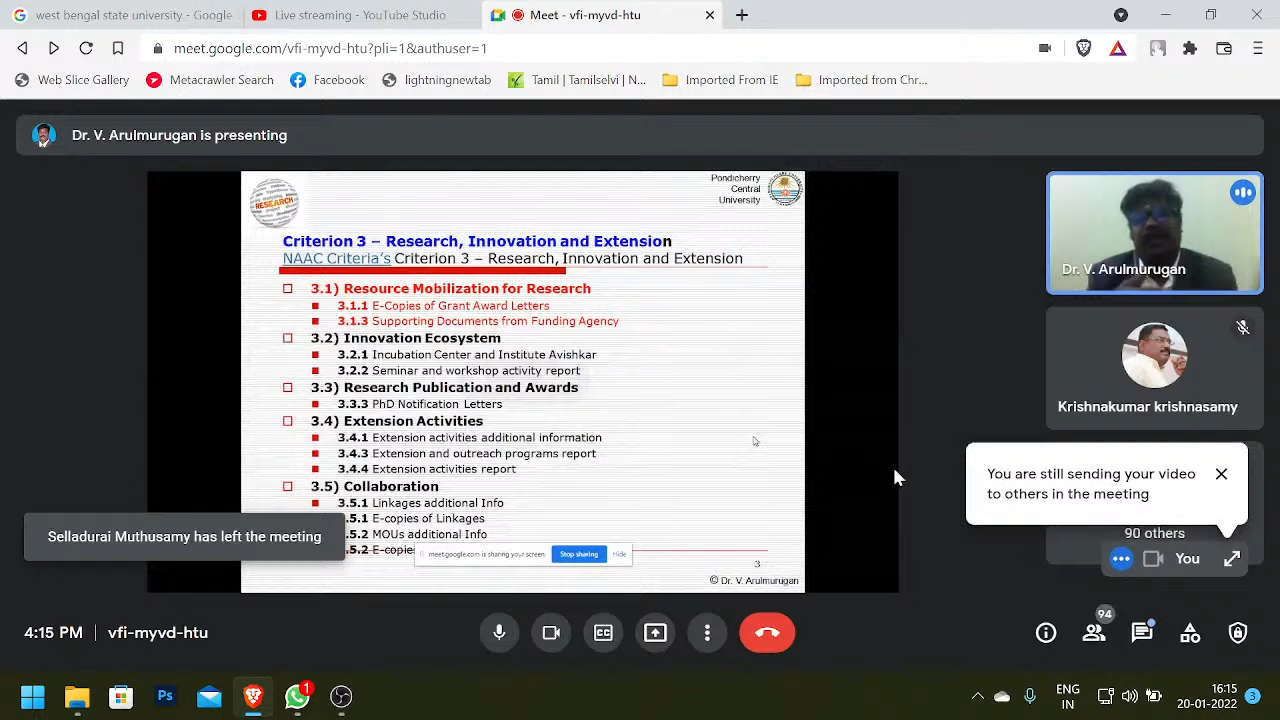 west bengal state university - Google
Live streaming - YouTube Studio
Meet - vfi-myvd-htu
meet.google.com/vfi-myvd-htu?pli=1&authuser=1
Web Slice Gallery
Metacrawler Search
Facebook
lightningnewtab
Tamil | Tamilselvi | N...
Imported From IE
Imported from Chr...
Dr. V. Arulmurugan is presenting
RESEARCH
Pondicherry
Central
University
Criterion 3 – Research, Innovation and Extension
NAAC Criteria's Criterion 3 – Research, Innovation and Extension
3.1) Resource Mobilization for Research
3.1.1 E-Copies of Grant Award Letters
3.1.3 Supporting Documents from Funding Agency
3.2) Innovation Ecosystem
3.2.1 Incubation Center and Institute Avishkar
3.2.2 Seminar and workshop activity report
3.3) Research Publication and Awards
3.3.3 PhD Notification Letters
3.4) Extension Activities
3.4.1 Extension activities additional information
3.4.3 Extension and outreach programs report
3.4.4 Extension activities report
3.5) Collaboration
3.5.1 Linkages additional Info
.5.1 E-copies of Linkages
.5.2 MOUs additional Info
.5.2 E-copies
meet.google.com is sharing your screen.
Stop sharing
Hide
3
© Dr. V. Arulmurugan
Selladurai Muthusamy has left the meeting
Dr. V. Arulmurugan
Krishnakumar krishnasamy
You are still sending your video
to others in the meeting
90 others
You
4:15 PM | vfi-myvd-htu
94
Ps
1
ENG
IN
16:15
20-01-2022
3